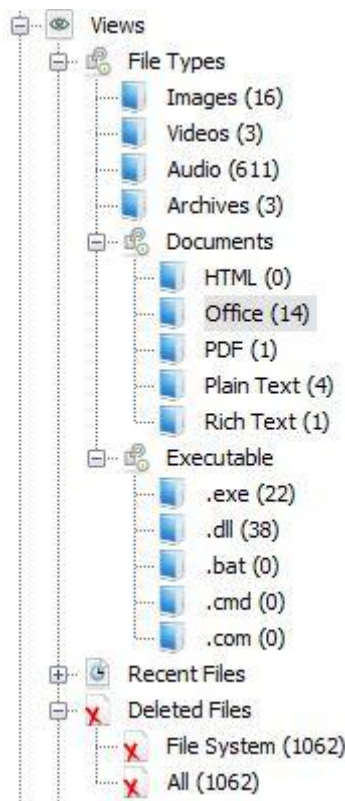 Views
File Types
Images (16)
Videos (3)
Audio (611)
Archives (3)
Documents
HTML (0)
Office (14)
PDF (1)
Plain Text (4)
Rich Text (1)
Executable
.exe (22)
.dll (38)
.bat (0)
.cmd (0)
.com (0)
Recent Files
Deleted Files
File System (1062)
All (1062)